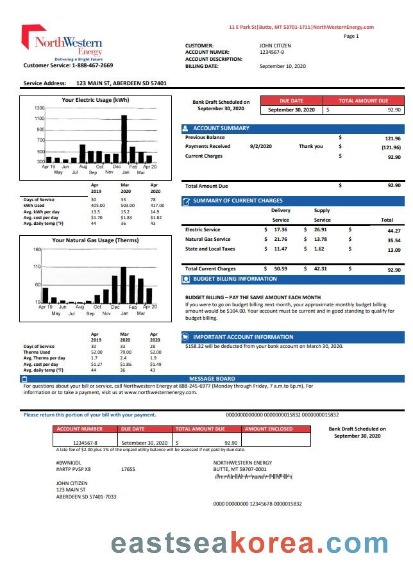 11 E Park St|Butte, MT 59701-1711|NorthWesternEnergy.com
Page 1
NorthWestern
Energy
Delivering a Bright Future
Customer Service: 1-888-467-2669
CUSTOMER: JOHN CITIZEN
ACCOUNT NUMER: 1234567-8
ACCOUNT DESCRIPTION:
BILLING DATE: September 10, 2020
Service Address: 123 MAIN ST, ABERDEEN SD 57401
Your Electric Usage (kWh)
1300
1100
900
700
500
300
Apr 19 Jun Aug Oct Dec Feb Apr 20
May Jul Sep Nov Jan Mar
Apr Mar Apr
2019 2020 2020
Days of Service 30 33 28
kWh Used 405.00 503.00 417.00
Avg. kWh per day 13.5 15.2 14.9
Avg. cost per day $1.70 $1.83 $1.82
Avg. daily temp (°F) 44 36 43
Your Natural Gas Usage (Therms)
160
110
60
10
Apr 19 Jun Aug Oct Dec Feb Apr 20
May Jul Sep Nov Jan Mar
Apr Mar Apr
2019 2020 2020
Days of Service 30 33 28
Therms Used 52.00 79.00 52.00
Avg. Therms per day 1.7 2.4 1.9
Avg. cost per day $1.27 $1.86 $1.49
Avg. daily temp (°F) 44 36 43
Bank Draft Scheduled on
September 30, 2020
DUE DATE TOTAL AMOUNT DUE
September 30, 2020 $ 92.90
ACCOUNT SUMMARY
Previous Balance $ 121.96
Payments Received 9/2/2020 Thank you $ (121.96)
Current Charges $ 92.90
Total Amount Due $ 92.90
SUMMARY OF CURRENT CHARGES
Delivery Supply
Service Service Total
Electric Service $ 17.36 $ 26.91 44.27
Natural Gas Service $ 21.76 $ 13.78 35.54
State and Local Taxes $ 11.47 $ 1.62 13.09
Total Current Charges $ 50.59 $ 42.31 $ 92.90
BUDGET BILLING INFORMATION
BUDGET BILLING – PAY THE SAME AMOUNT EACH MONTH
If you were to go on budget billing next month, your approximate monthly budget billing
amount would be $104.00. Your account must be current and in good standing to qualify for
budget billing.
IMPORTANT ACCOUNT INFORMATION
$158.32 will be deducted from your bank account on March 30, 2020.
MESSAGE BOARD
For questions about your bill or service, call Northwestern Energy at 888-245-6977 (Monday through Friday, 7 a.m.to 6p.m). For
information or to take a payment, visit us at www.northwesternenergy.com.
Please return this portion of your bill with your payment. 0000000000000 0000000000015832 0000000015832
ACCOUNT NUMBER DUE DATE TOTAL AMOUNT DUE AMOUNT ENCLOSED
1234567-8 Seteember 30, 2020 $ 92.90
Bank Draft Scheduled on
September 30, 2020
A late fee of $2.00 plus 1% of the unpaid utility balance will be assessed if not paid by due date.
#BWNKJDL
#ARTP PVSP X8 17655
NORTHWESTERN ENERGY
BUTTE, MT 59707-0001
JOHN CITIZEN
123 MAIN ST
ABERDEEN SD 57401-7033
0000 00000000 12345678 0000015832
eastseakorea.com